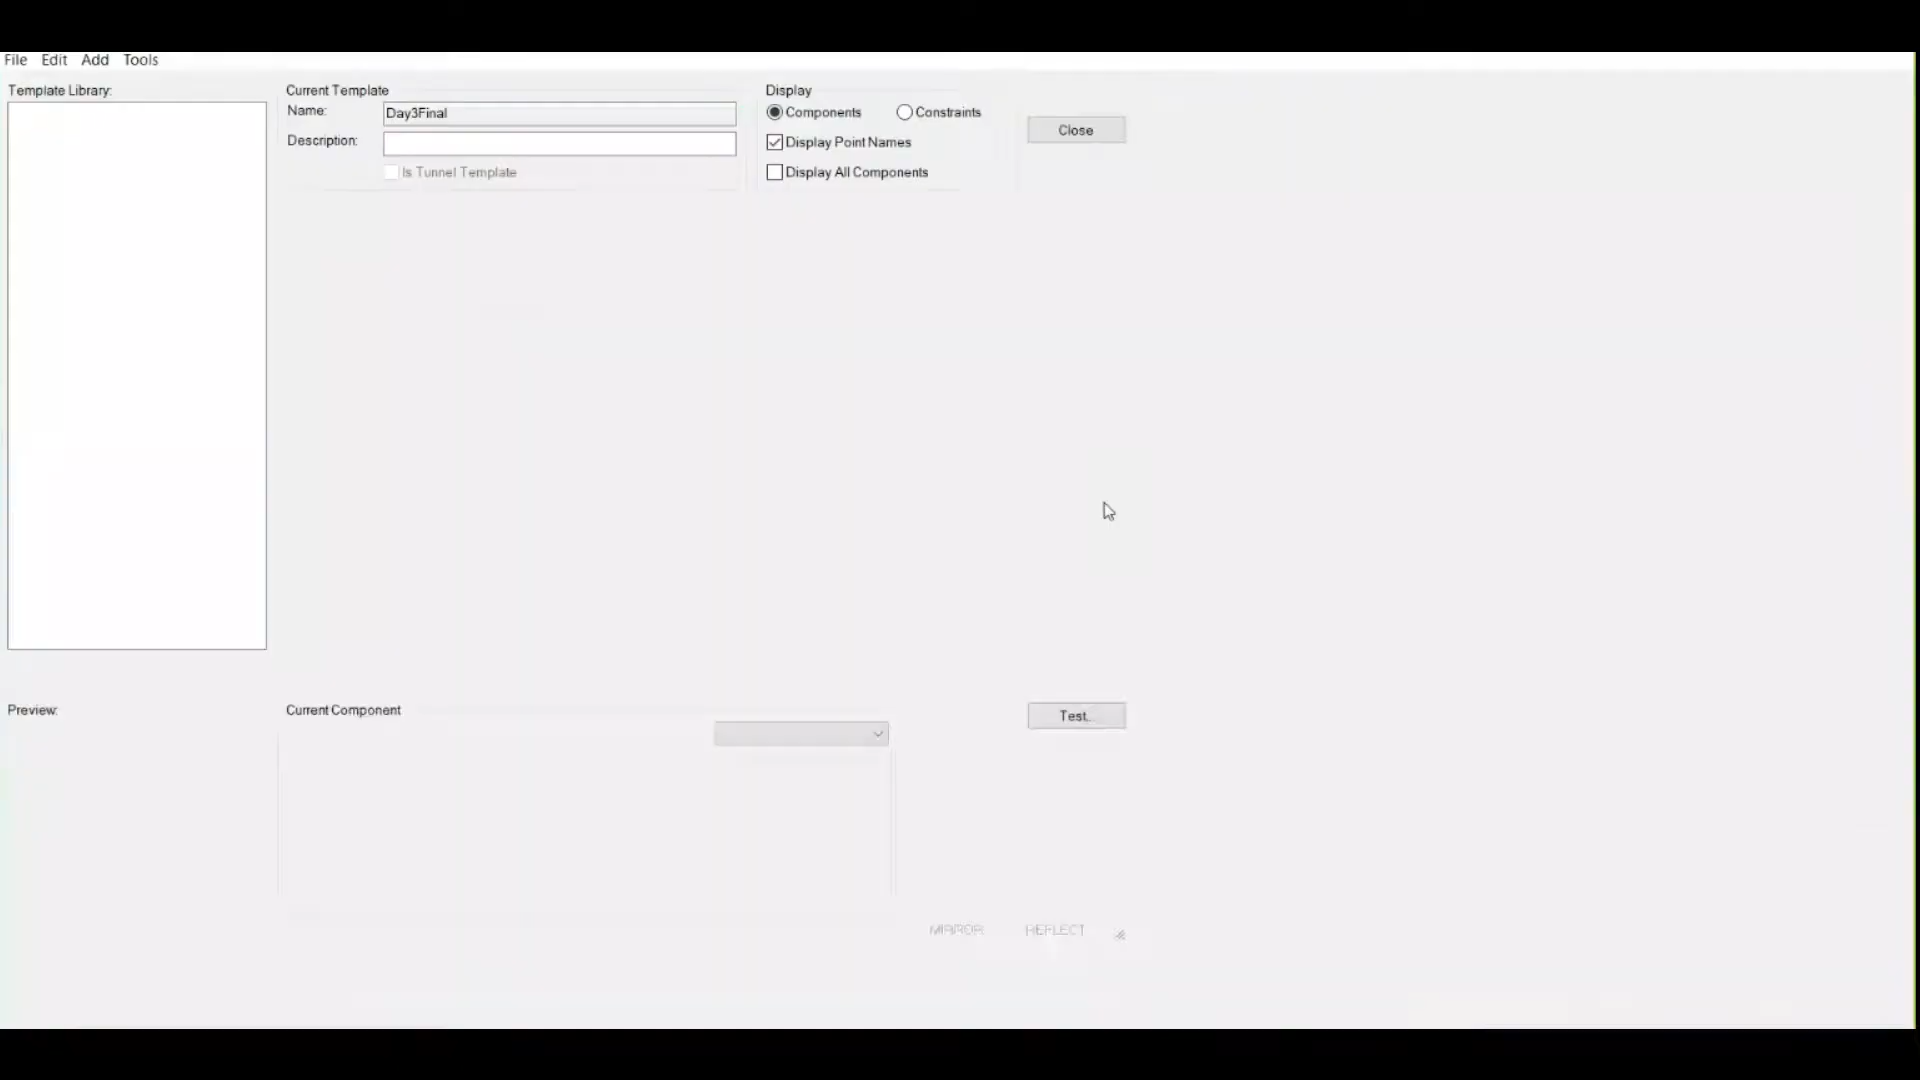 File Edit Add Tools
Template Library:
Current Template
Name:
Day3Final
Description:
Is Tunnel Template
Display
Components
Constraints
Display Point Names
Display All Components
Close
Preview:
Current Component
Test...
MIRROR
REFLECT